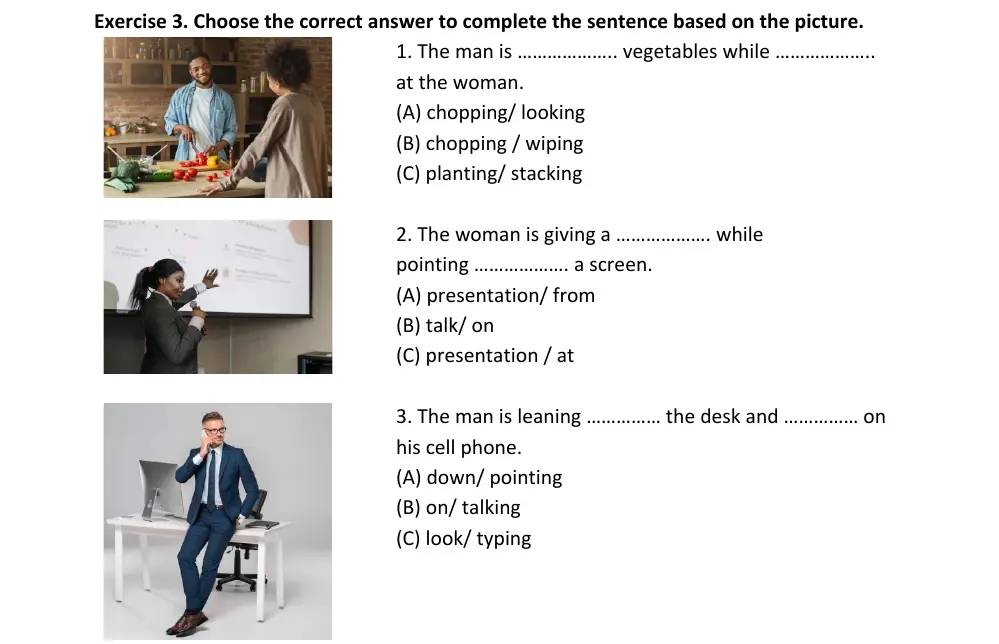 Exercise 3. Choose the correct answer to complete the sentence based on the picture.
1. The man is ……………….. vegetables while ………………..
at the woman.
(A) chopping/ looking
(B) chopping / wiping
(C) planting/ stacking
2. The woman is giving a ………………. while
pointing ………………. a screen.
(A) presentation/ from
(B) talk/ on
(C) presentation / at
3. The man is leaning …………… the desk and …………… on
his cell phone.
(A) down/ pointing
(B) on/ talking
(C) look/ typing